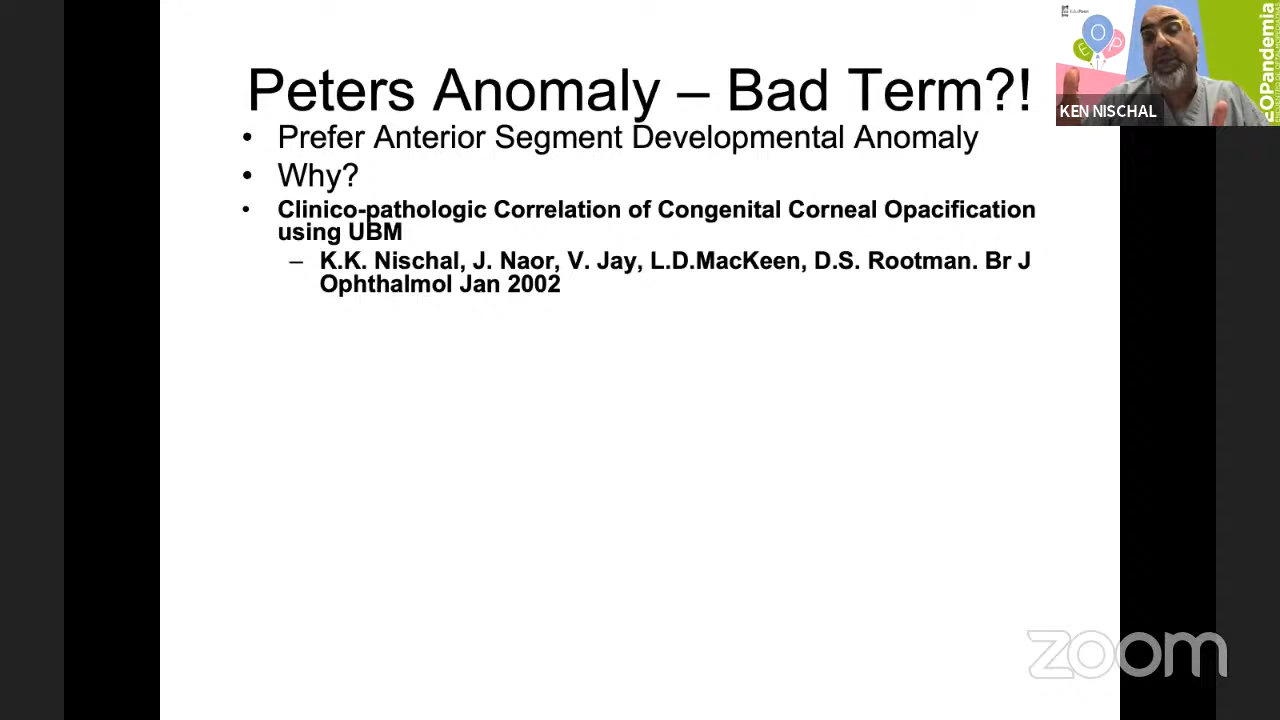 Peters Anomaly – Bad Term?!
• Prefer Anterior Segment Developmental Anomaly
• Why?
• Clinico-pathologic Correlation of Congenital Corneal Opacification
using UBM
– K.K. Nischal, J. Naor, V. Jay, L.D.MacKeen, D.S. Rootman. Br J
Ophthalmol Jan 2002
E O P
KEN NISCHAL
EOPandemia
zoom